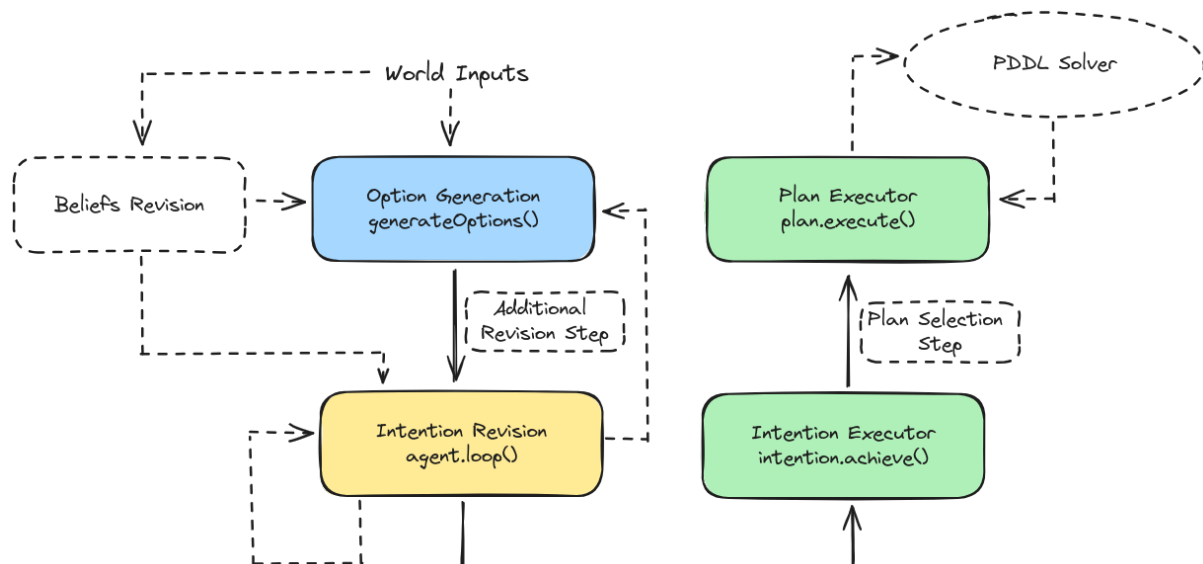 World Inputs
PDDL Solver
Beliefs Revision
Option Generation
generateOptions()
Plan Executor
plan.execute()
Additional
Revision Step
Plan Selection
Step
Intention Revision
agent.loop()
Intention Executor
intention.achieve()